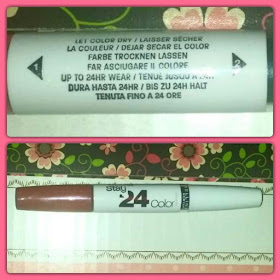 LET COLOR DRY / LAISSER SÉCHER
LA COULEUR / DEJAR SECAR EL COLOR
FARBE TROCKNEN LASSEN
FAR ASCIUGARE IL COLORE
1
2
UP TO 24HR WEAR / TENUE JUSQU'À 24H
DURA HASTA 24HR / BIS ZU 24H HALT
TENUTA FINO A 24 ORE
Stay
24
Color